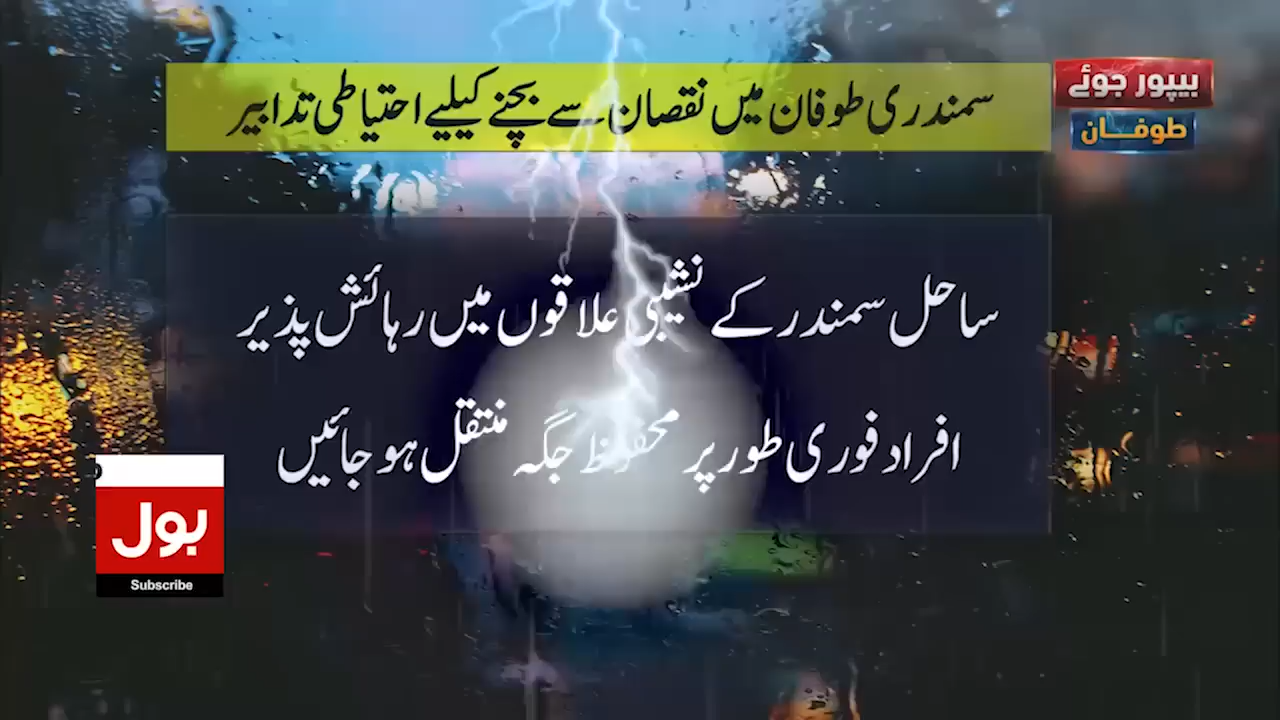 سمندری طوفان میں نقصان سے بچنے کیلیے احتیاطی تدابیر
بیپور جوئے
طوفان
ساحل سمندر کے نشیبی علاقوں میں رہائش پذیر
افراد فوری طور پر محفوظ جگہ منتقل ہو جائیں
بول
Subscribe